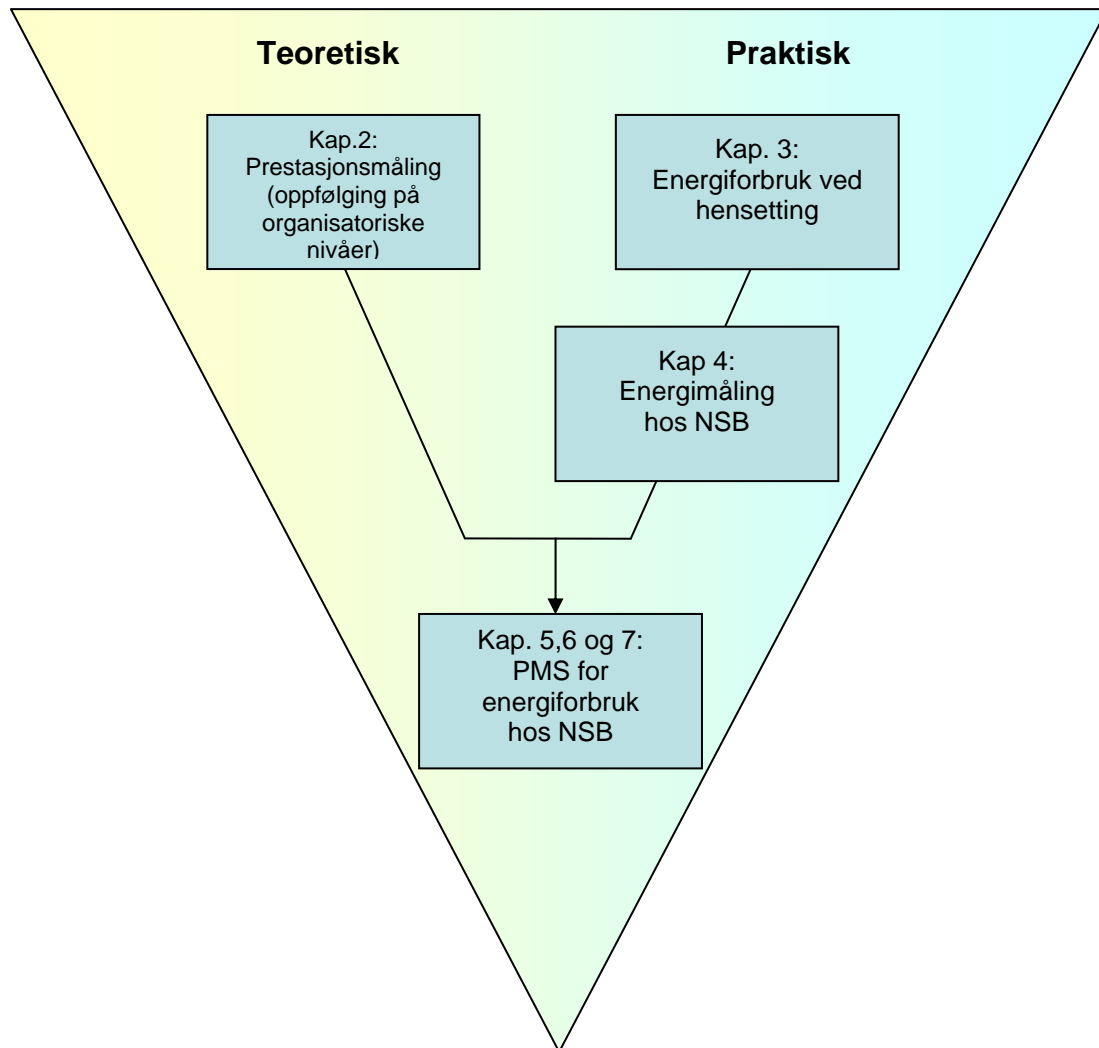 Teoretisk
Praktisk
Kap.2:
Prestasjonsmåling
(oppfølging på
organisatoriske
nivåer)
Kap. 3:
Energiforbruk ved
hensetting
Kap 4:
Energimåling
hos NSB
Kap. 5,6 og 7:
PMS for
energiforbruk
hos NSB